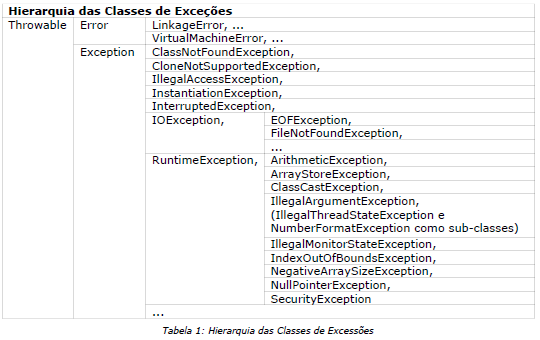 Hierarquia das Classes de Exceções
Throwable Error LinkageError, ...
VirtualMachineError, ...
Exception ClassNotFoundException,
CloneNotSupportedException,
IllegalAccessException,
InstantiationException,
InterruptedException,
IOException, EOFException,
FileNotFoundException,
...
RuntimeException, ArithmeticException,
ArrayStoreException,
ClassCastException,
IllegalArgumentException,
(IllegalThreadStateException e
NumberFormatException como sub-classes)
IllegalMonitorStateException,
IndexOutOfBoundsException,
NegativeArraySizeException,
NullPointerException,
SecurityException
...
Tabela 1: Hierarquia das Classes de Excessões